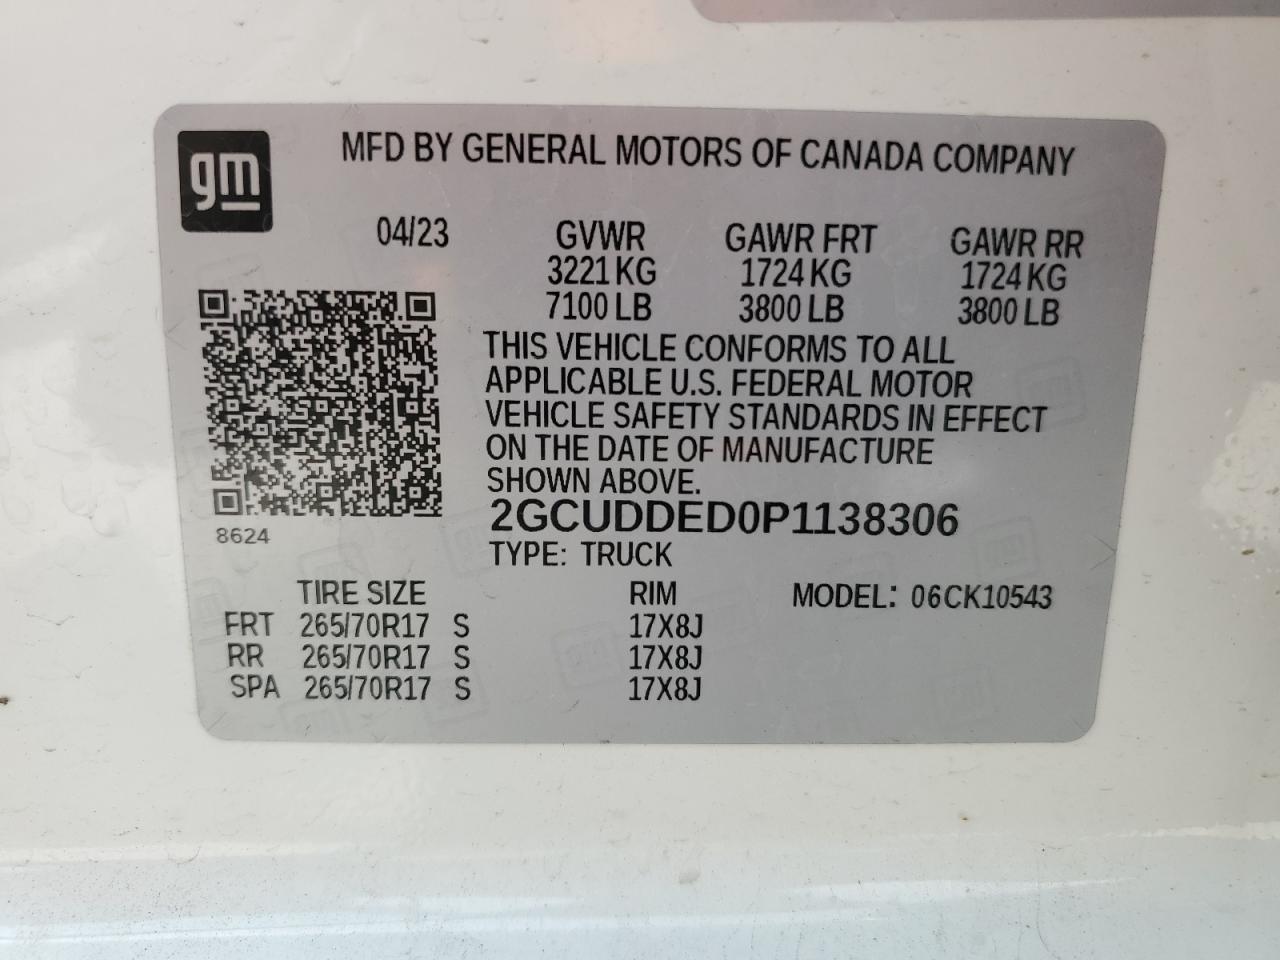 gm
MFD BY GENERAL MOTORS OF CANADA COMPANY
04/23 GVWR GAWR FRT GAWR RR
3221 KG 1724 KG 1724 KG
7100 LB 3800 LB 3800 LB
THIS VEHICLE CONFORMS TO ALL
APPLICABLE U.S. FEDERAL MOTOR
VEHICLE SAFETY STANDARDS IN EFFECT
ON THE DATE OF MANUFACTURE
SHOWN ABOVE.
2GCUDDED0P1138306
8624
TYPE: TRUCK
TIRE SIZE RIM MODEL: 06CK10543
FRT 265/70R17 S 17X8J
RR 265/70R17 S 17X8J
SPA 265/70R17 S 17X8J